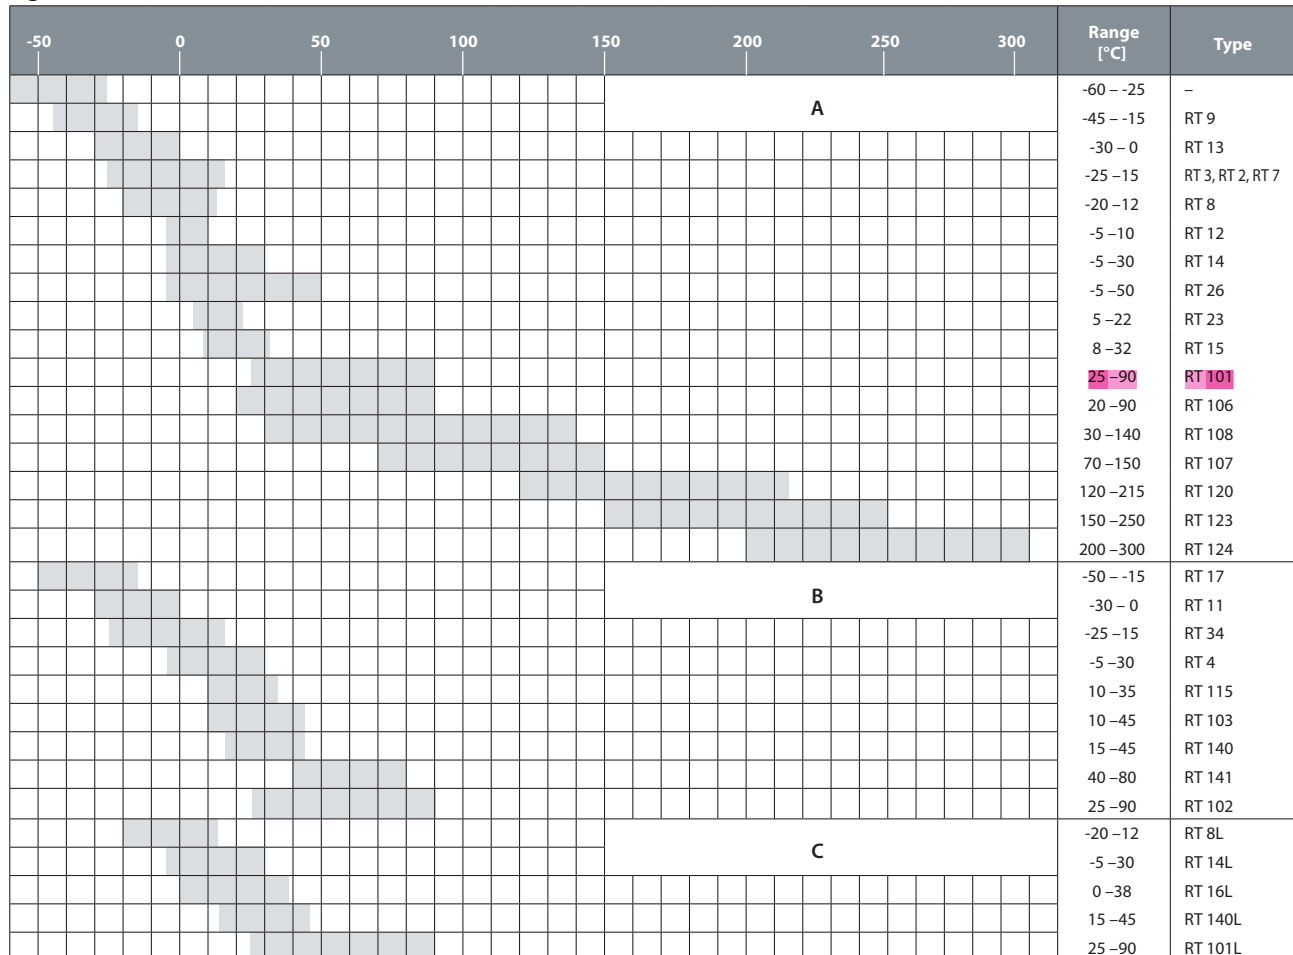 -50 0 50 100 150 200 250 300 Range [°C] Type
A
-60 – -25 –
-45 – -15 RT 9
-30 – 0 RT 13
-25 –15 RT 3, RT 2, RT 7
-20 –12 RT 8
-5 –10 RT 12
-5 –30 RT 14
-5 –50 RT 26
5 –22 RT 23
8 –32 RT 15
25 –90 RT 101
20 –90 RT 106
30 –140 RT 108
70 –150 RT 107
120 –215 RT 120
150 –250 RT 123
200 –300 RT 124
B
-50 – -15 RT 17
-30 – 0 RT 11
-25 –15 RT 34
-5 –30 RT 4
10 –35 RT 115
10 –45 RT 103
15 –45 RT 140
40 –80 RT 141
25 –90 RT 102
C
-20 –12 RT 8L
-5 –30 RT 14L
0 –38 RT 16L
15 –45 RT 140L
25 –90 RT 101L